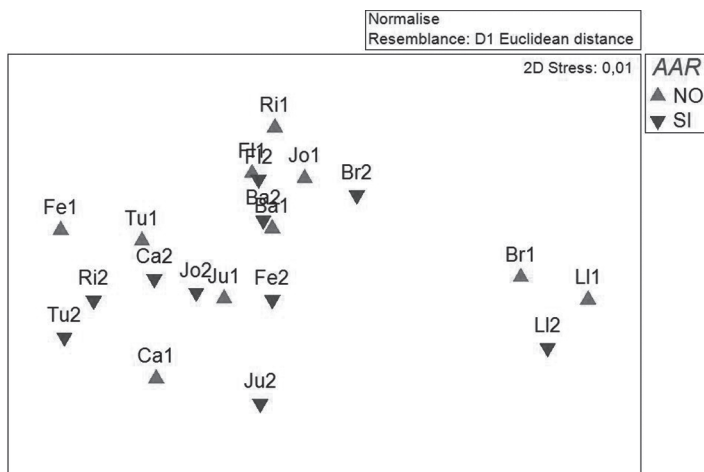 Normalise
Resemblance: D1 Euclidean distance
2D Stress: 0,01
AAR
NO
SI
Ri1
Fl1
Fl2
Jo1
Br2
Ba2
Ba1
Fe1
Tu1
Ca2
Jo2
Ju1
Fe2
Br1
Ll1
Ri2
Tu2
Ll2
Ca1
Ju2